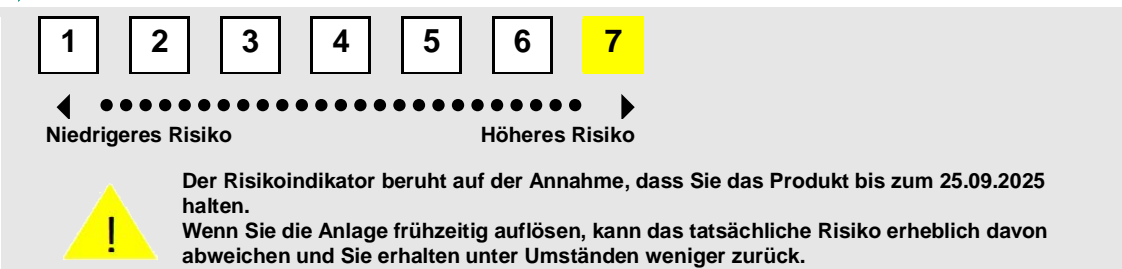 1 2 3 4 5 6 7
Niedrigeres Risiko Höheres Risiko
Der Risikoindikator beruht auf der Annahme, dass Sie das Produkt bis zum 25.09.2025
halten.
Wenn Sie die Anlage frühzeitig auflösen, kann das tatsächliche Risiko erheblich davon
abweichen und Sie erhalten unter Umständen weniger zurück.
!